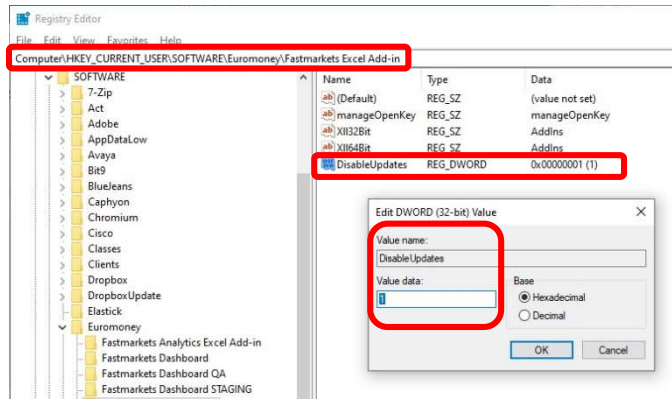 Registry Editor
File Edit View Favorites Help
Computer\HKEY_CURRENT_USER\SOFTWARE\Euromoney\Fastmarkets Excel Add-in
SOFTWARE
7-Zip
Act
Adobe
AppDataLow
Avaya
Bit9
BlueJeans
Caphyon
Chromium
Cisco
Classes
Clients
Dropbox
DropboxUpdate
Elastick
Euromoney
Fastmarkets Analytics Excel Add-in
Fastmarkets Dashboard
Fastmarkets Dashboard QA
Fastmarkets Dashboard STAGING
Name Type Data
(Default) REG_SZ (value not set)
manageOpenKey REG_SZ manageOpenKey
Xll32Bit REG_SZ AddIns
Xll64Bit REG_SZ AddIns
DisableUpdates REG_DWORD 0x00000001 (1)
Edit DWORD (32-bit) Value
Value name:
DisableUpdates
Value data:
1
Base
Hexadecimal
Decimal
OK Cancel